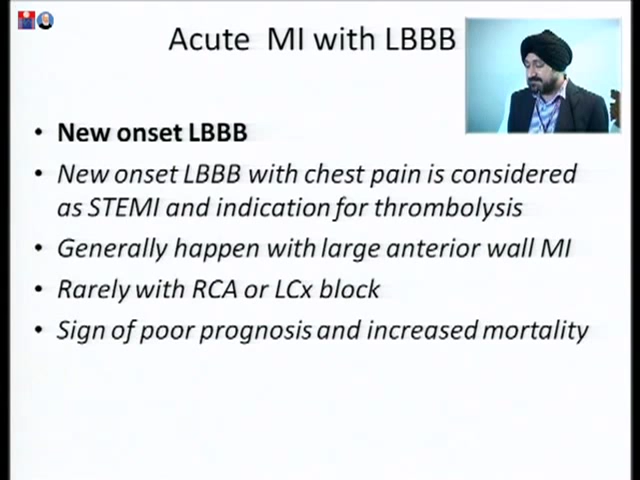 Acute MI with LBBB
• New onset LBBB
• New onset LBBB with chest pain is considered
as STEMI and indication for thrombolysis
• Generally happen with large anterior wall MI
• Rarely with RCA or LCx block
• Sign of poor prognosis and increased mortality